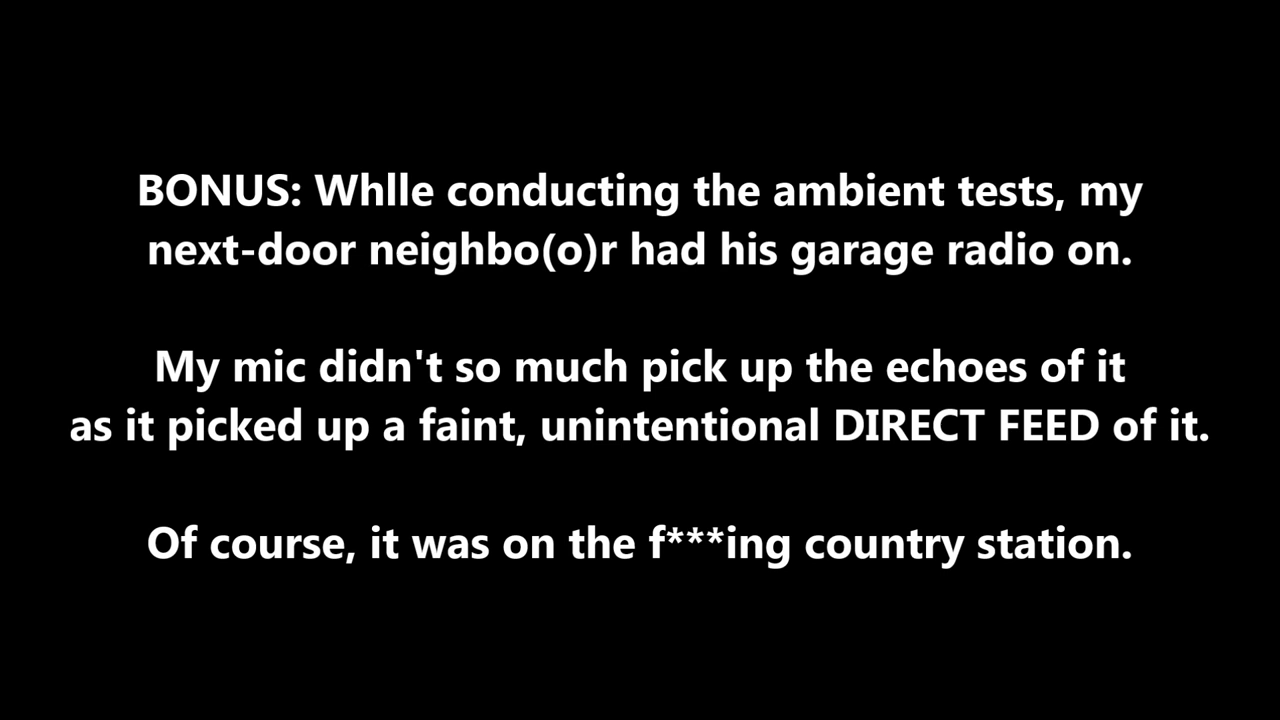 BONUS: Whlle conducting the ambient tests, my
next-door neighbo(o)r had his garage radio on.
My mic didn't so much pick up the echoes of it
as it picked up a faint, unintentional DIRECT FEED of it.
Of course, it was on the f***ing country station.